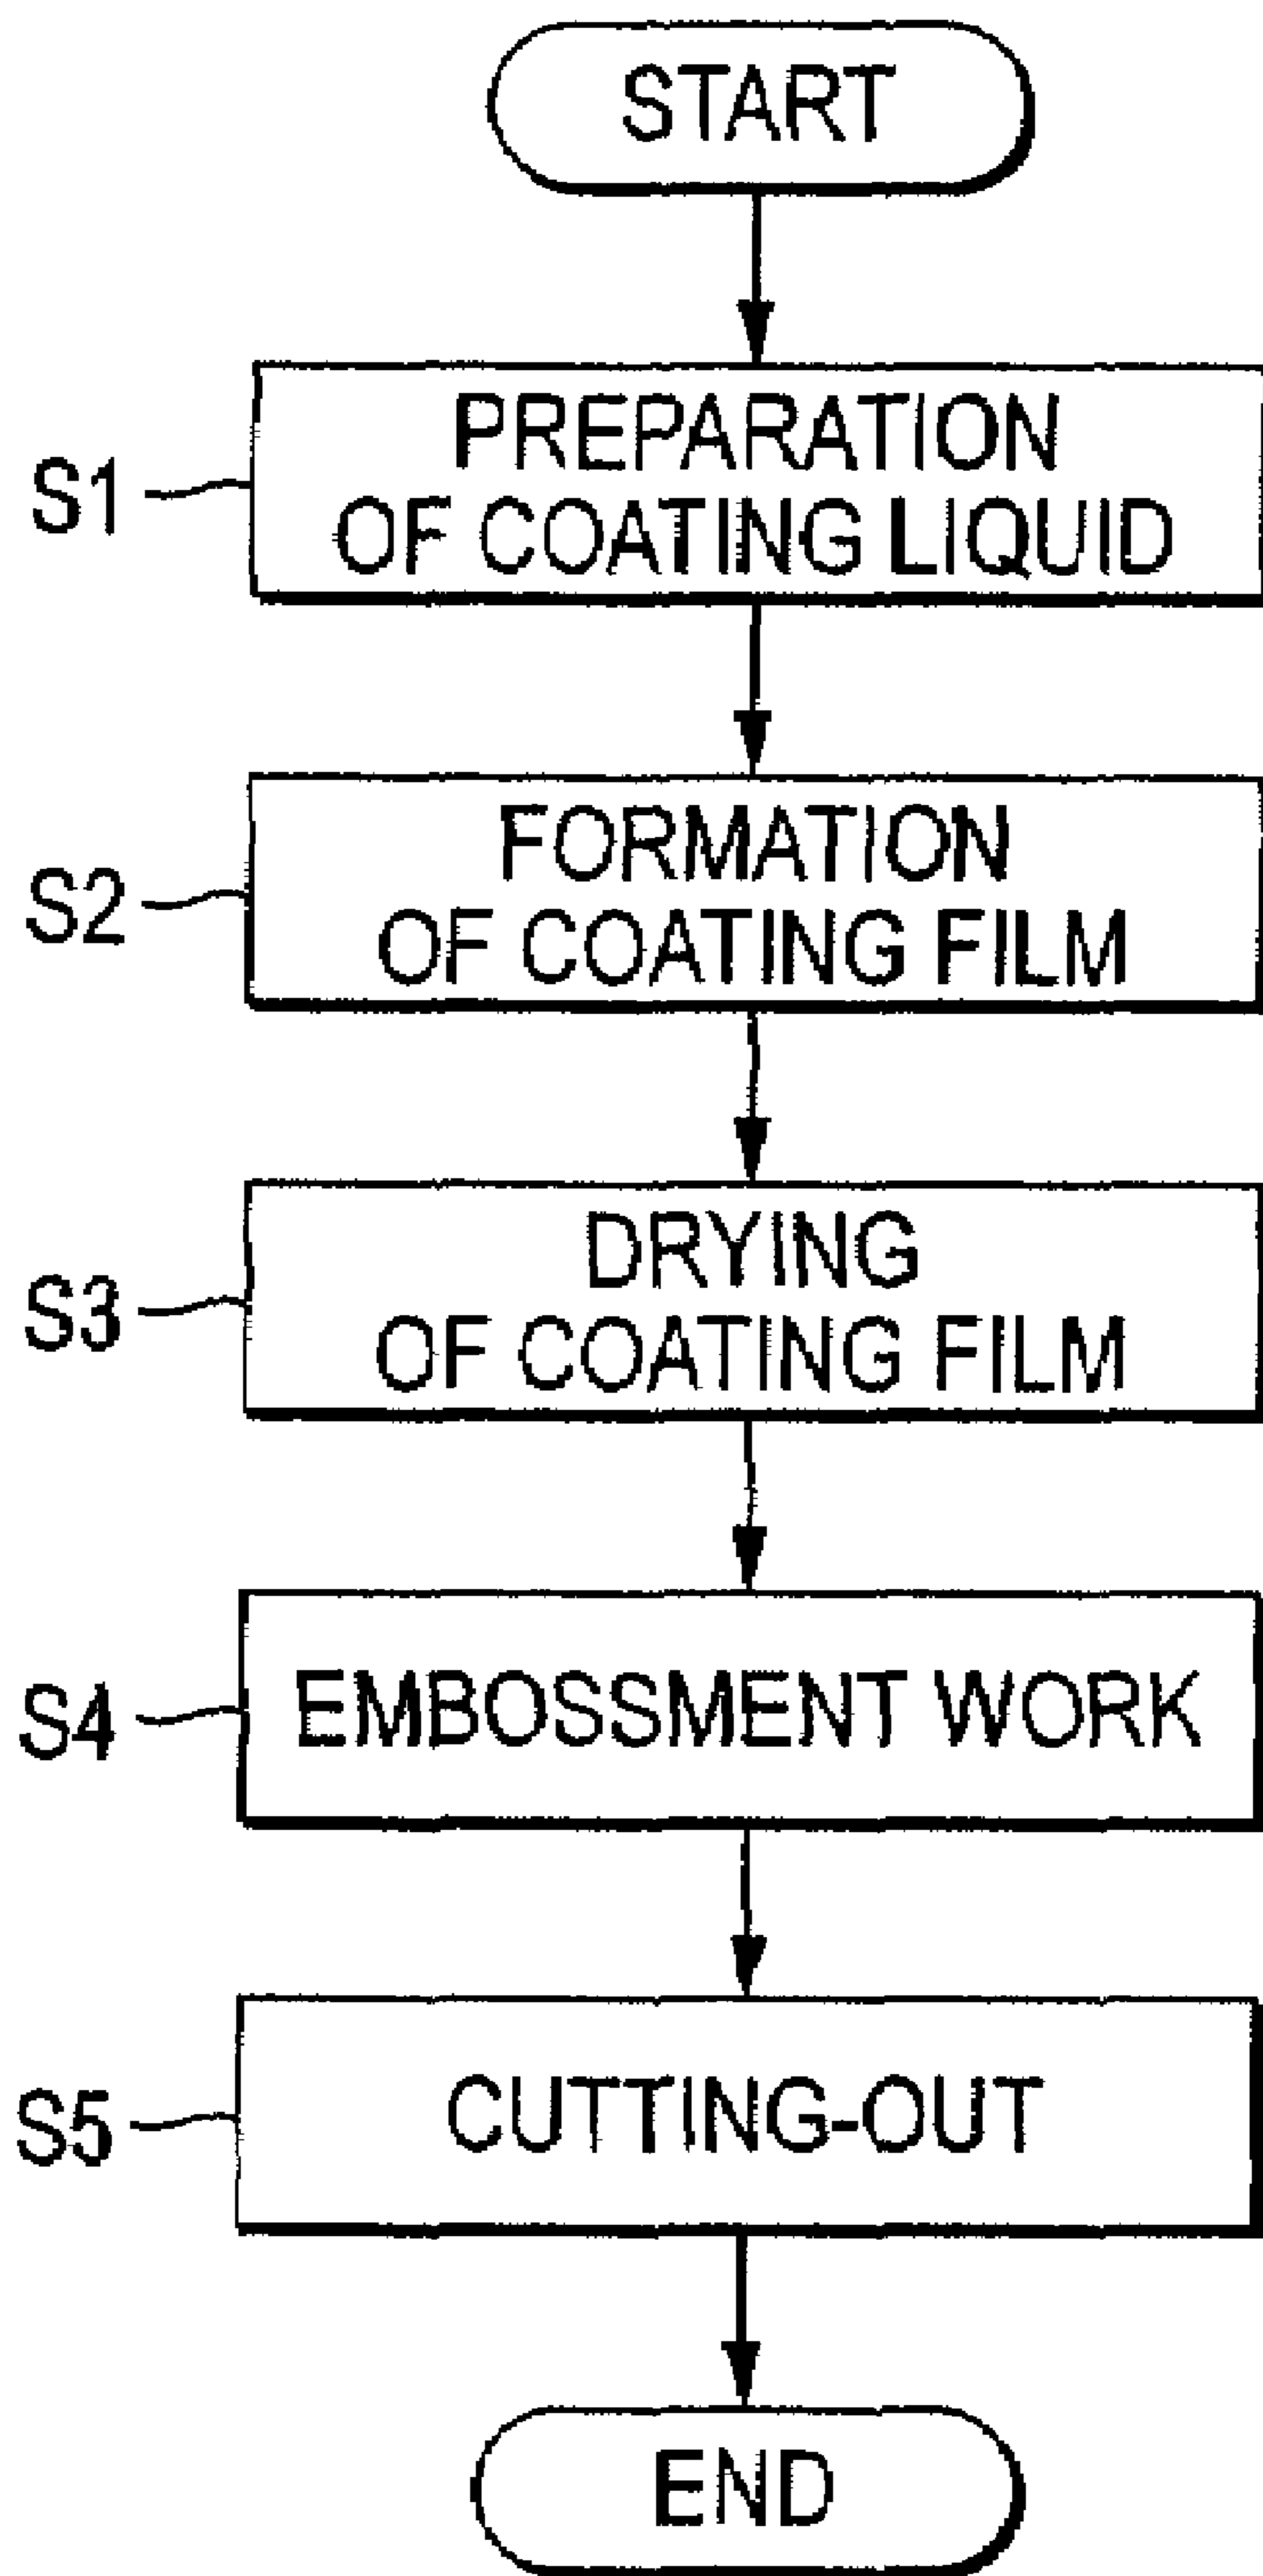 START
S1
PREPARATION
OF COATING LIQUID
S2
FORMATION
OF COATING FILM
S3
DRYING
OF COATING FILM
S4
EMBOSSMENT WORK
S5
CUTTING-OUT
END